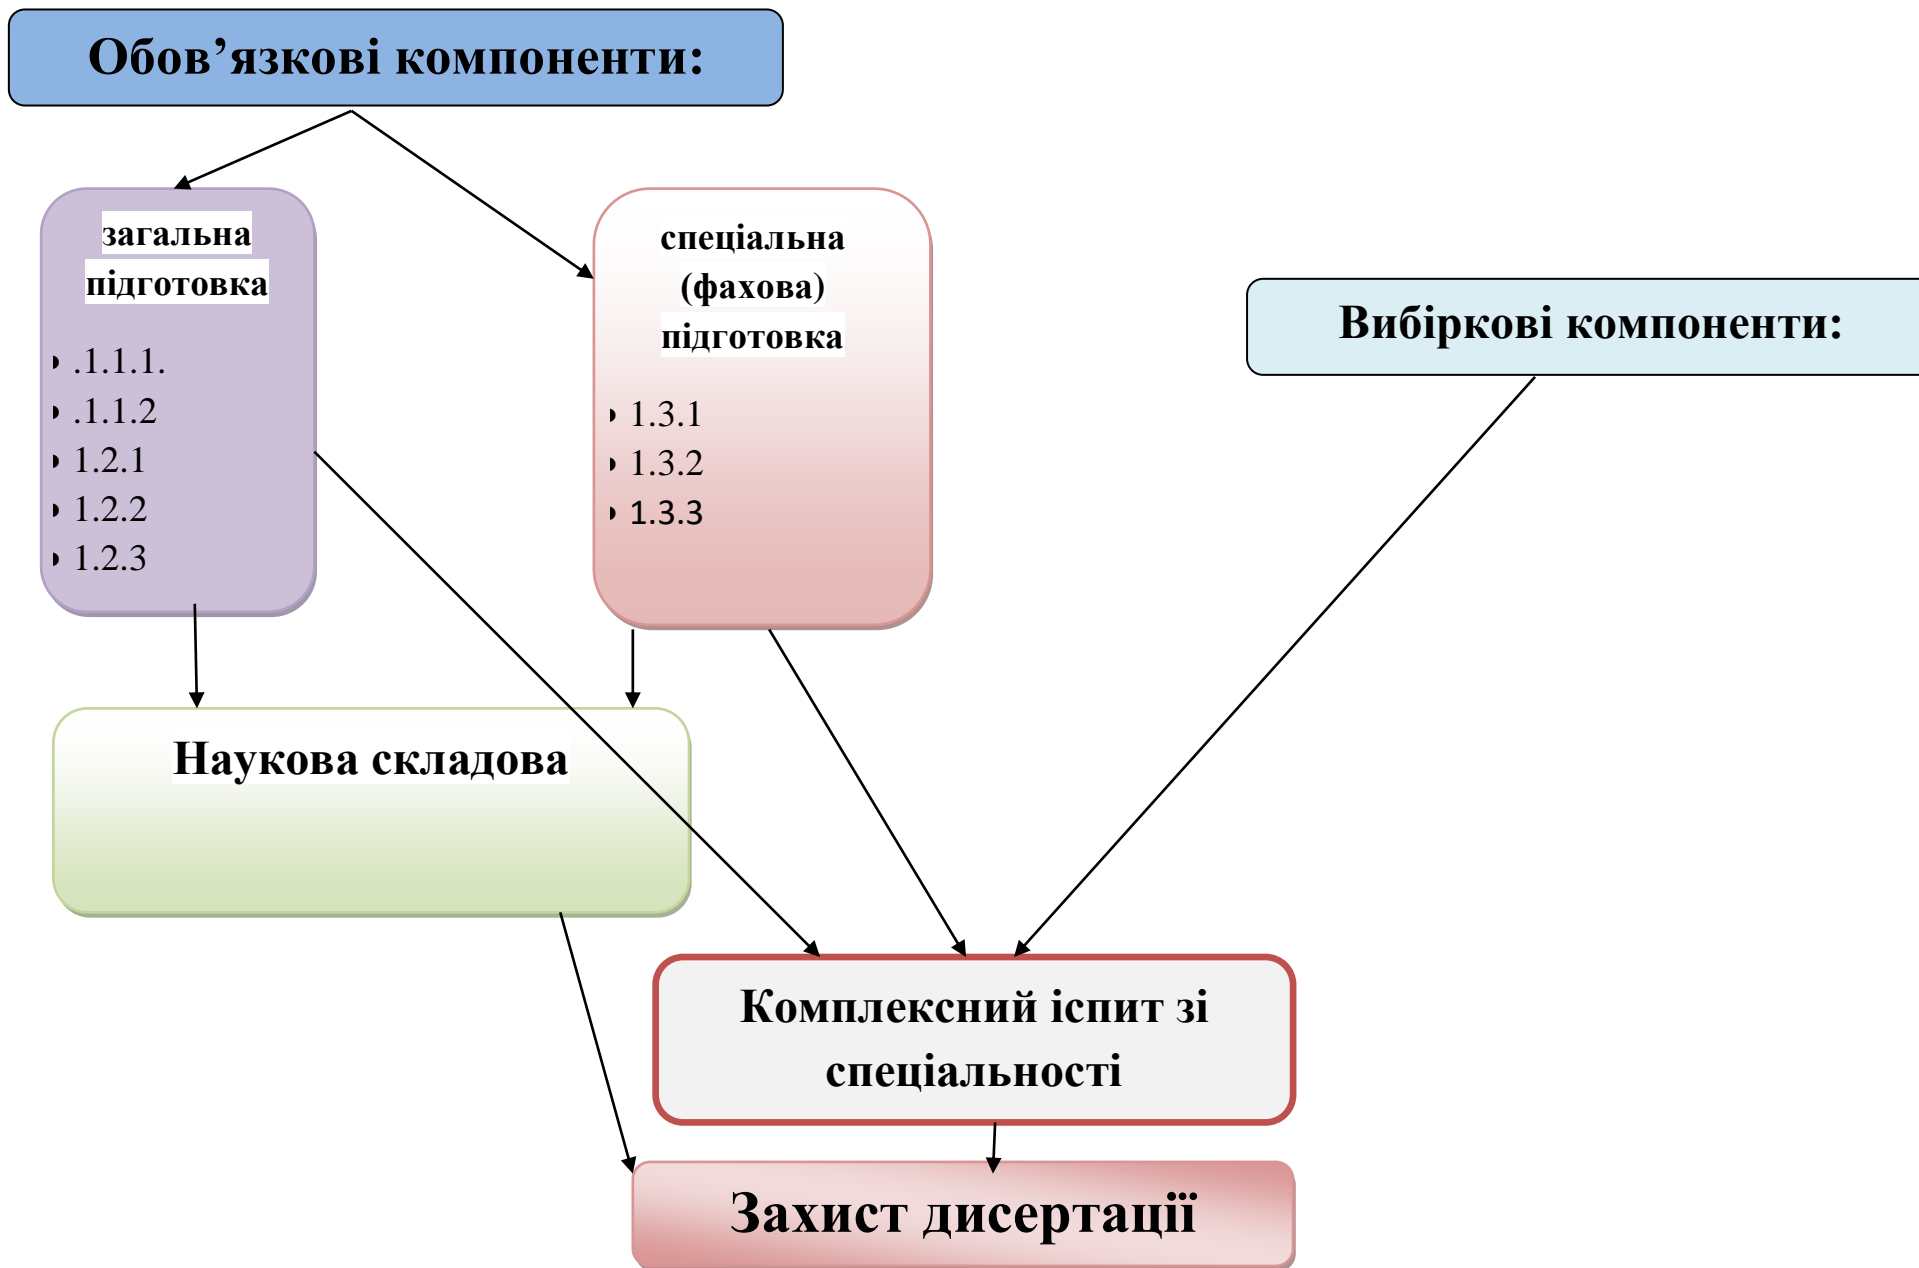 Обов’язкові компоненти:
загальна
підготовка
.1.1.1.
.1.1.2
1.2.1
1.2.2
1.2.3
спеціальна
(фахова)
підготовка
1.3.1
1.3.2
1.3.3
Вибіркові компоненти:
Наукова складова
Комплексний іспит зі
спеціальності
Захист дисертації